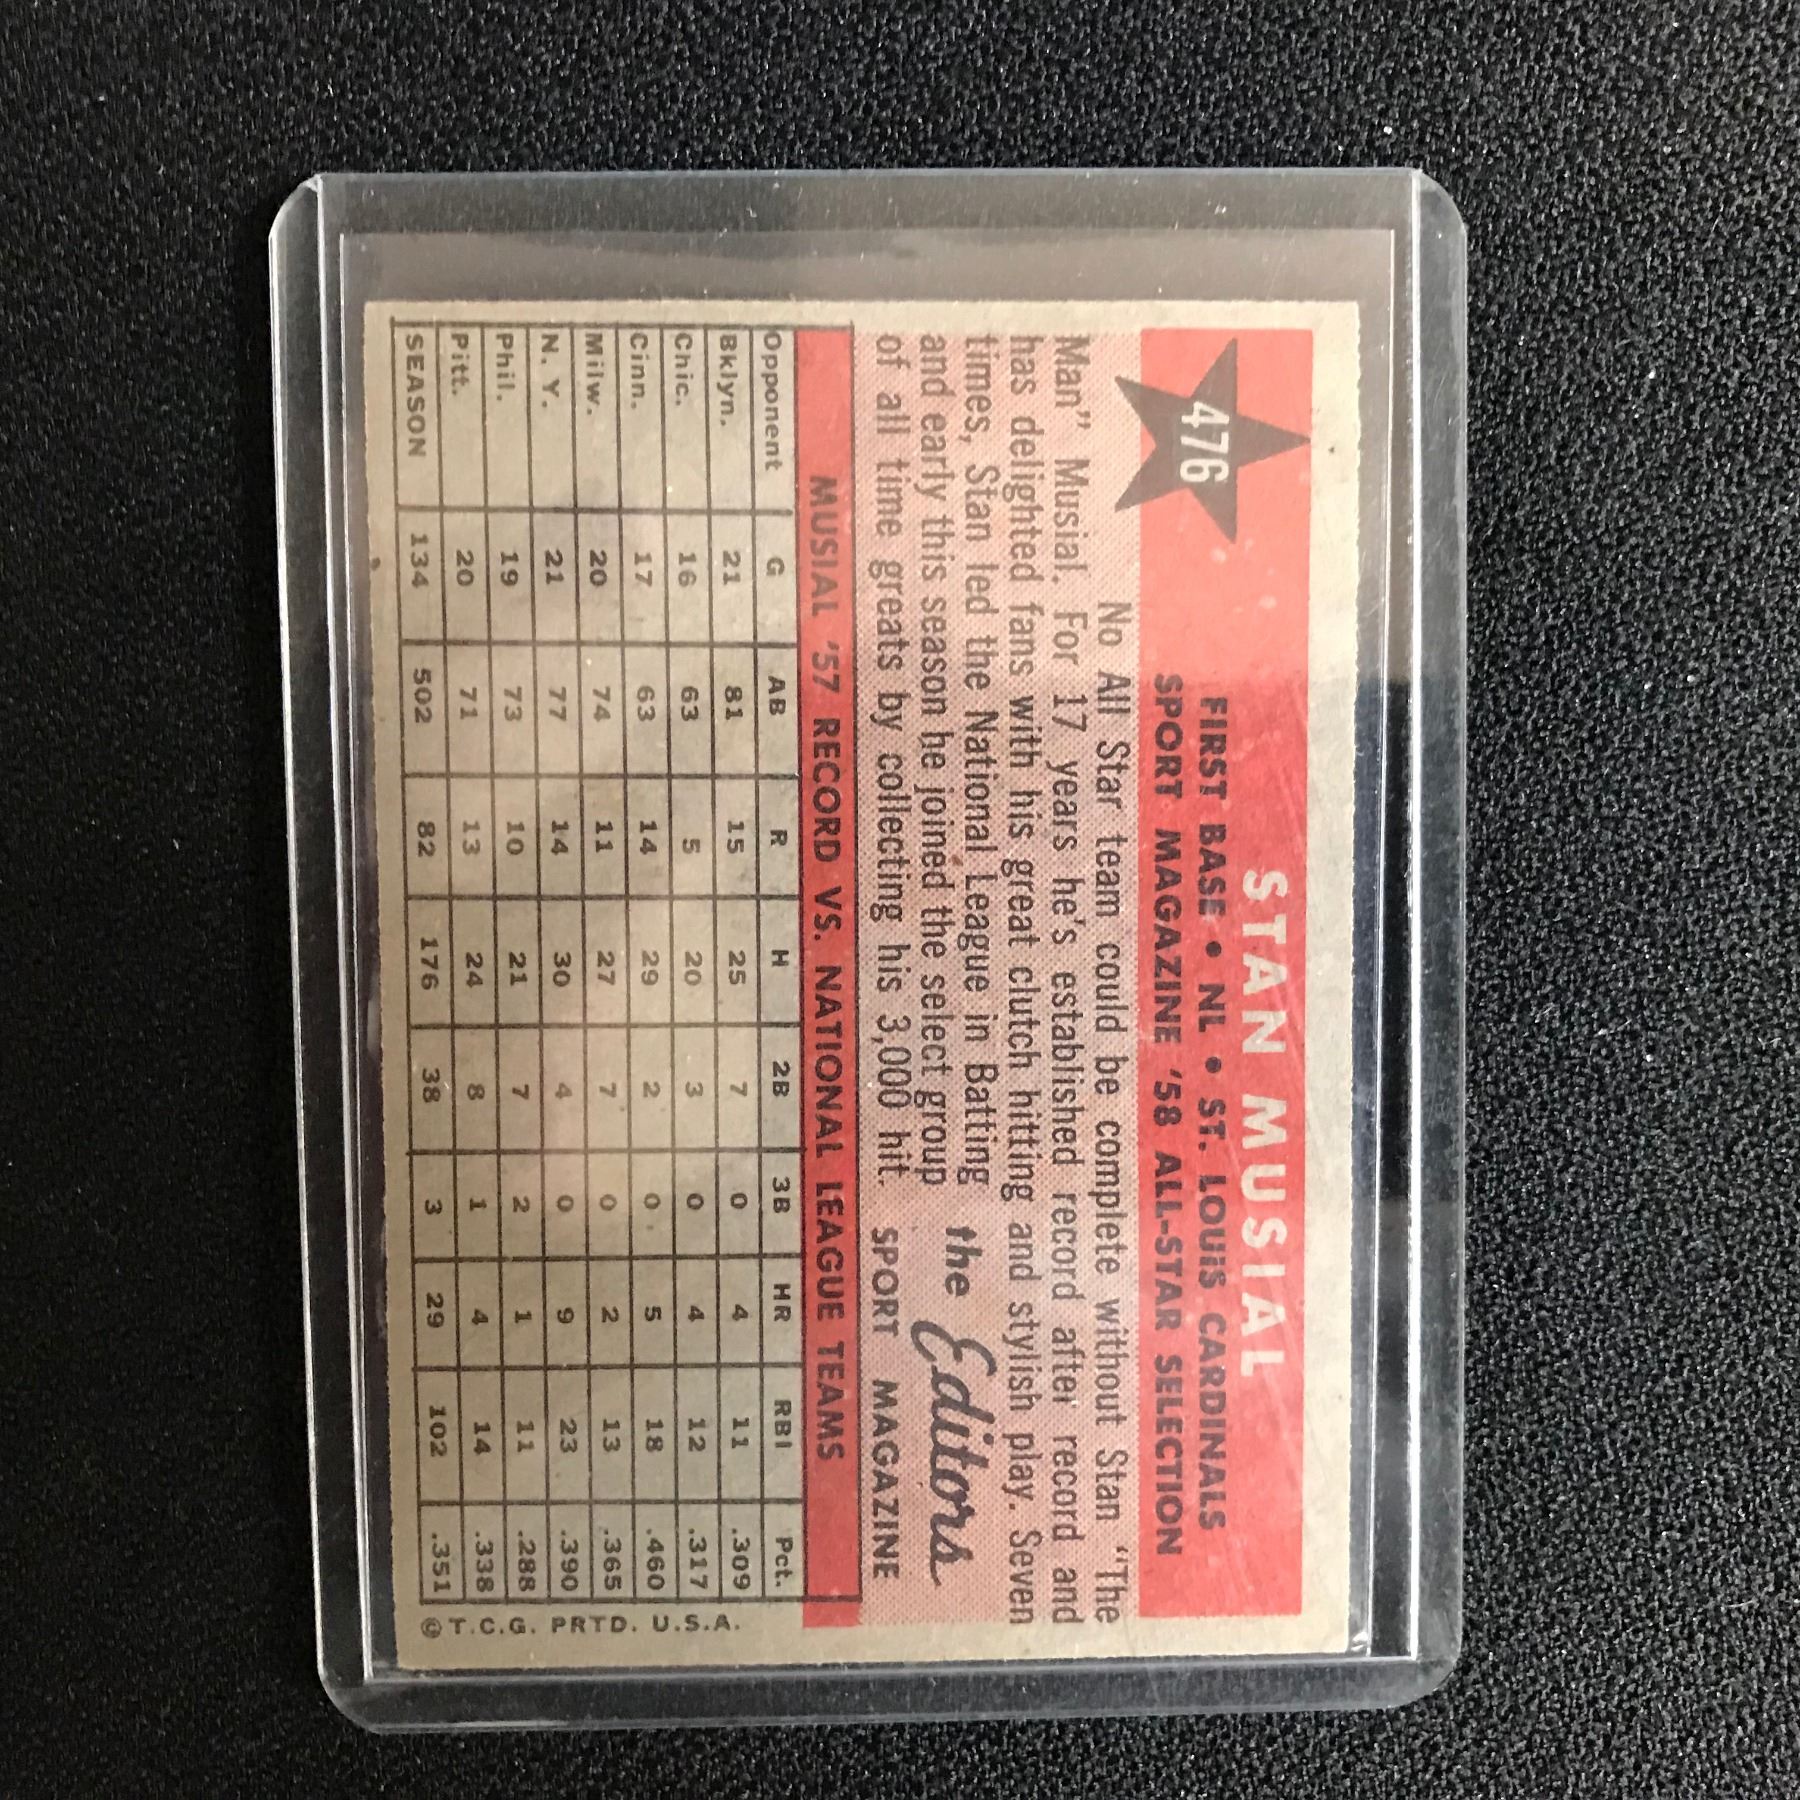 476
STAN MUSIAL
FIRST BASE • NL • ST. LOUIS CARDINALS
SPORT MAGAZINE '58 ALL-STAR SELECTION
No All Star team could be complete without Stan "The
Man" Musial. For 17 years he's established record after record and
has delighted fans with his great clutch hitting and stylish play. Seven
times, Stan led the National League in Batting
and early this season he joined the select group
of all time greats by collecting his 3,000 hit.
the Editors
SPORT MAGAZINE
MUSIAL '57 RECORD VS. NATIONAL LEAGUE TEAMS
Opponent G AB R H 2B 3B HR RBI Pct.
Bklyn. 21 81 15 25 7 0 4 11 .309
Chic. 16 63 5 20 3 0 4 12 .317
Cinn. 17 63 14 29 2 0 5 18 .460
Milw. 20 74 11 27 7 0 2 13 .365
N. Y. 21 77 14 30 4 0 9 23 .390
Phil. 19 73 10 21 7 2 1 11 .288
Pitt. 20 71 13 24 8 1 4 14 .338
SEASON 134 502 82 176 38 3 29 102 .351
© T.C.G. PRTD. U.S.A.